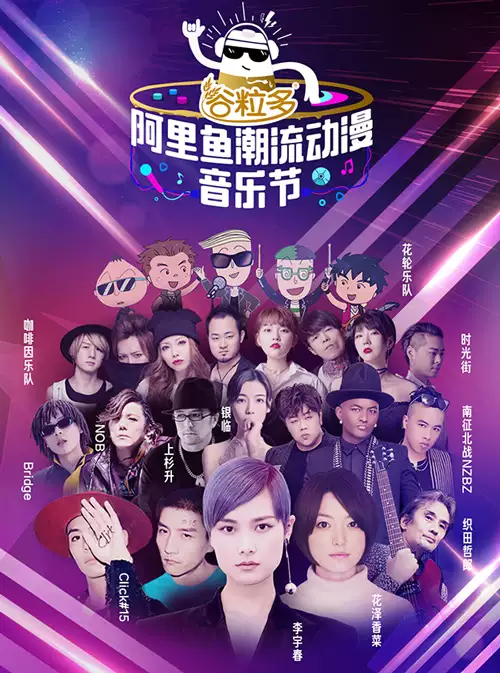 谷粒多
阿里鱼潮流动漫
音乐节
花轮乐队
咖啡因乐队
时光街
银临
南征北战NZBZ
NOB
上杉升
Bridge
织田哲郎
Click#15
花泽香菜
李宇春